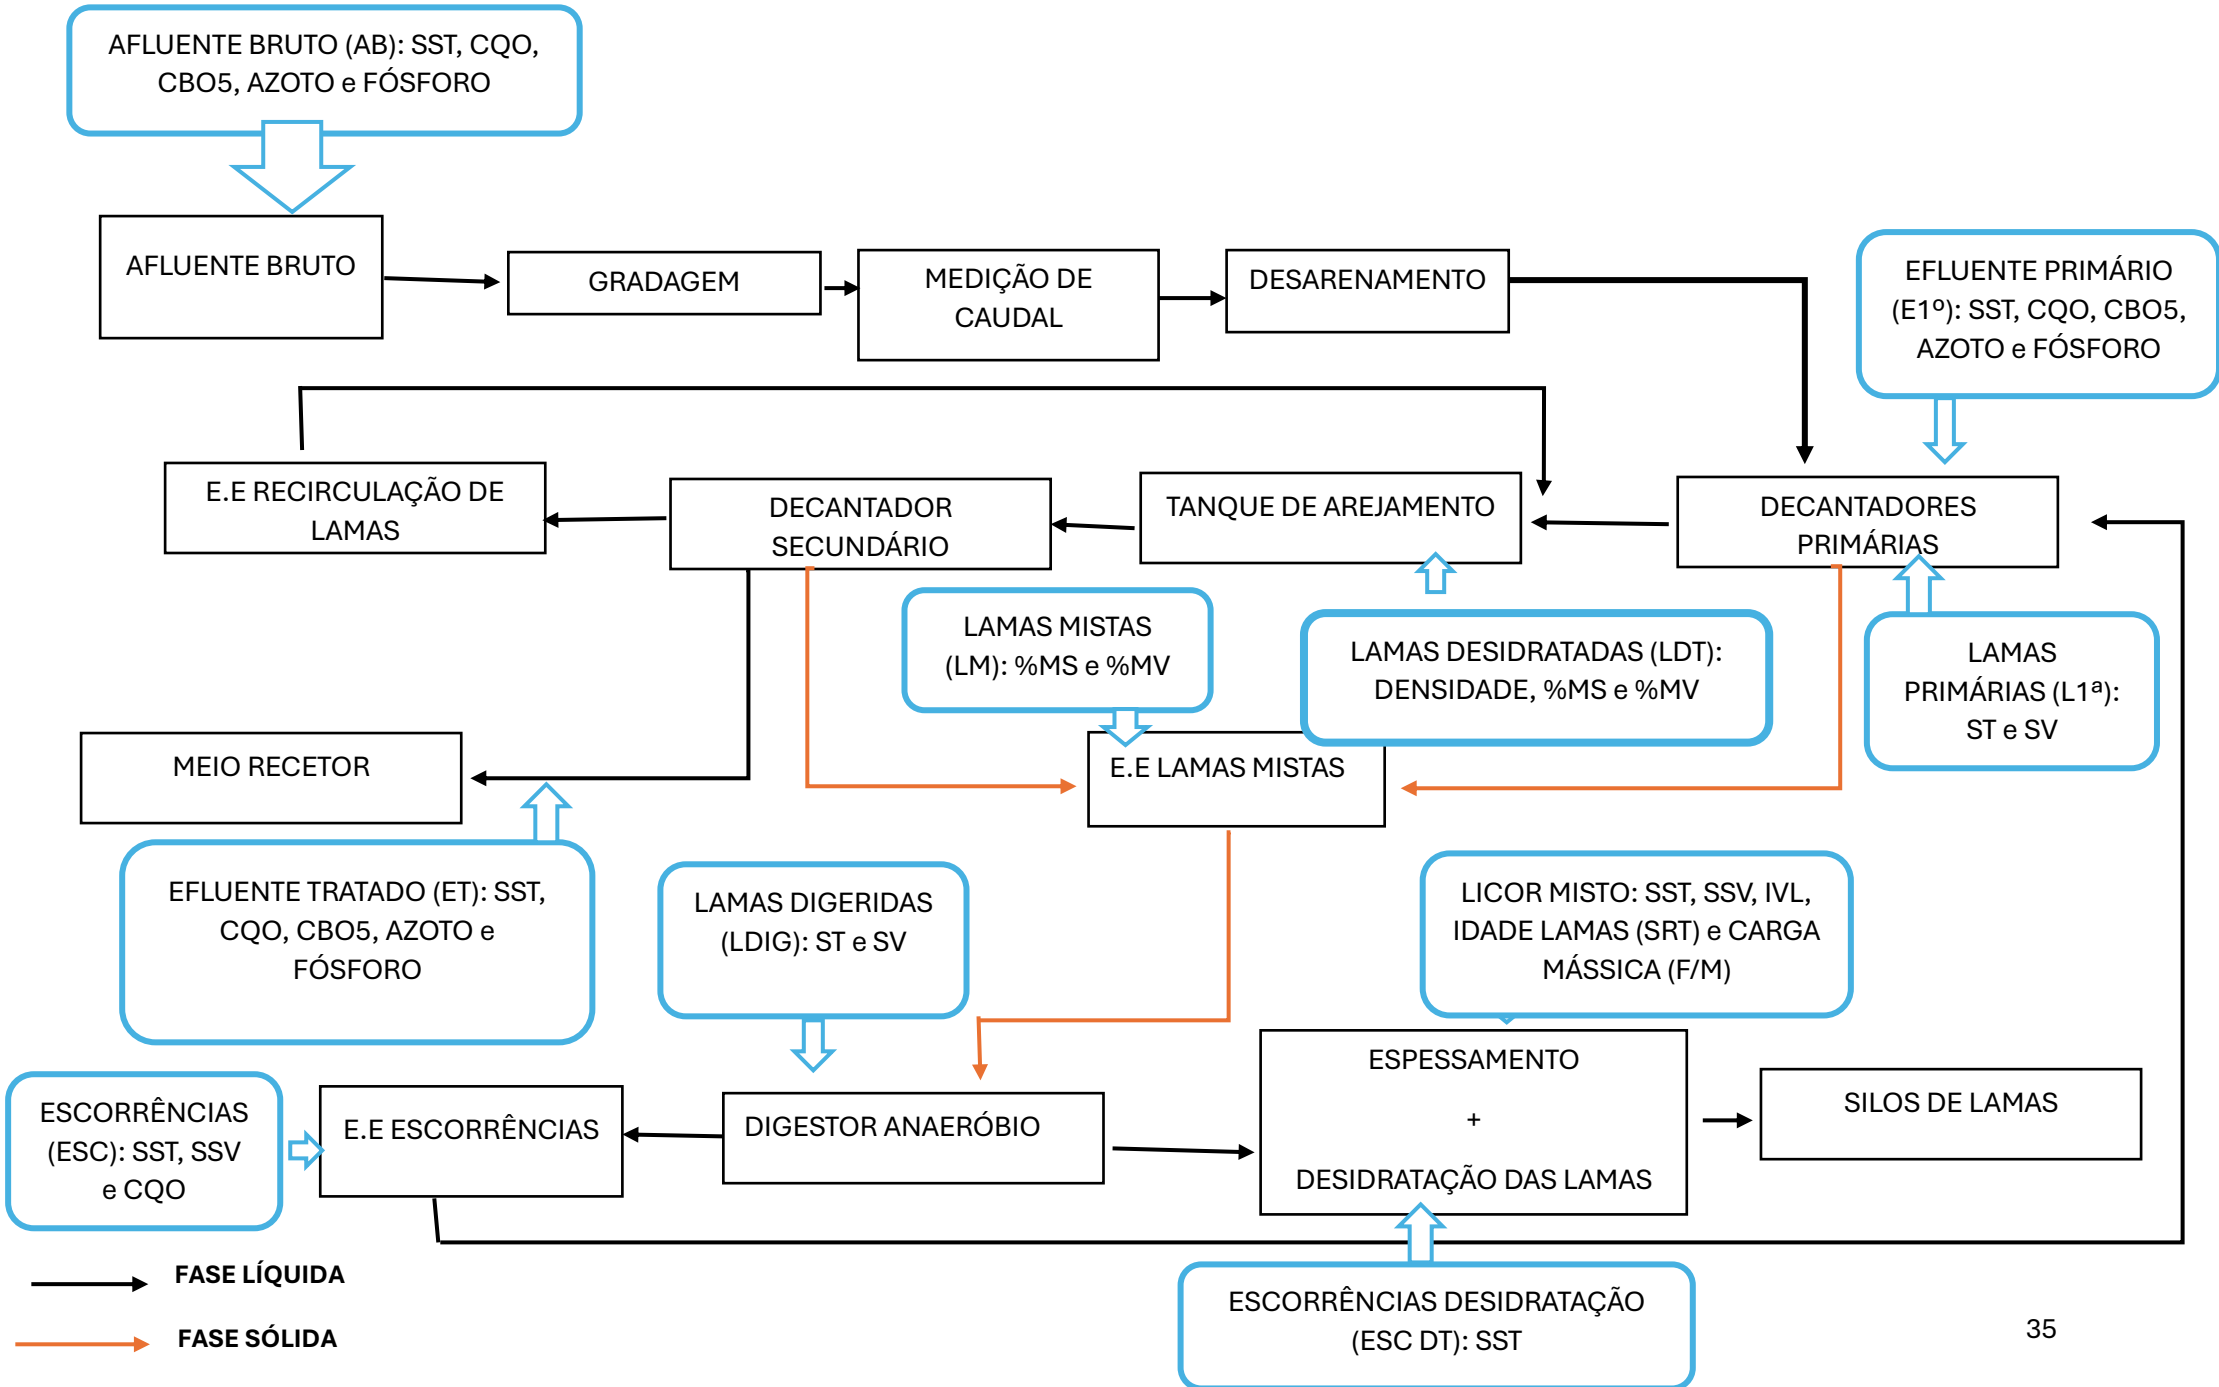 AFLUENTE BRUTO (AB): SST, CQO,
CBO5, AZOTO e FÓSFORO
AFLUENTE BRUTO
GRADAGEM
MEDIÇÃO DE
CAUDAL
DESARENAMENTO
EFLUENTE PRIMÁRIO
(E1º): SST, CQO, CBO5,
AZOTO e FÓSFORO
E.E RECIRCULAÇÃO DE
LAMAS
DECANTADOR
SECUNDÁRIO
TANQUE DE AREJAMENTO
DECANTADORES
PRIMÁRIAS
LAMAS MISTAS
(LM): %MS e %MV
LAMAS DESIDRATADAS (LDT):
DENSIDADE, %MS e %MV
LAMAS
PRIMÁRIAS (L1ª):
ST e SV
MEIO RECETOR
E.E LAMAS MISTAS
EFLUENTE TRATADO (ET): SST,
CQO, CBO5, AZOTO e
FÓSFORO
LAMAS DIGERIDAS
(LDIG): ST e SV
LICOR MISTO: SST, SSV, IVL,
IDADE LAMAS (SRT) e CARGA
MÁSSICA (F/M)
ESCORRÊNCIAS
(ESC): SST, SSV
e CQO
E.E ESCORRÊNCIAS
DIGESTOR ANAERÓBIO
ESPESSAMENTO
+
DESIDRATAÇÃO DAS LAMAS
SILOS DE LAMAS
FASE LÍQUIDA
FASE SÓLIDA
ESCORRÊNCIAS DESIDRATAÇÃO
(ESC DT): SST
35